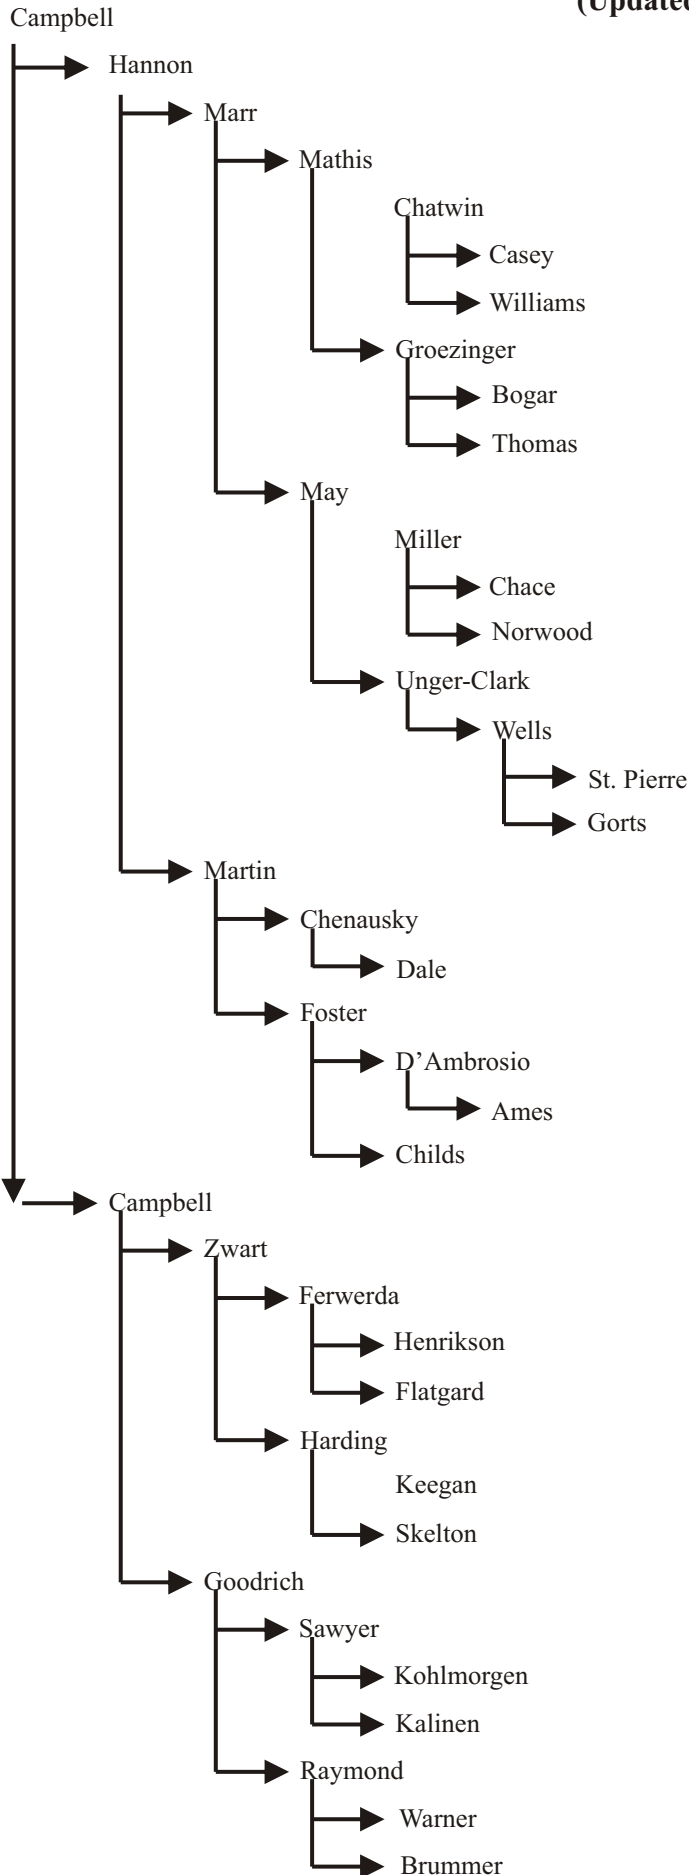 (Updated
Campbell
Hannon
Marr
Mathis
Chatwin
Casey
Williams
Groezinger
Bogar
Thomas
May
Miller
Chace
Norwood
Unger-Clark
Wells
St. Pierre
Gorts
Martin
Chenausky
Dale
Foster
D’Ambrosio
Ames
Childs
Campbell
Zwart
Ferwerda
Henrikson
Flatgard
Harding
Keegan
Skelton
Goodrich
Sawyer
Kohlmorgen
Kalinen
Raymond
Warner
Brummer